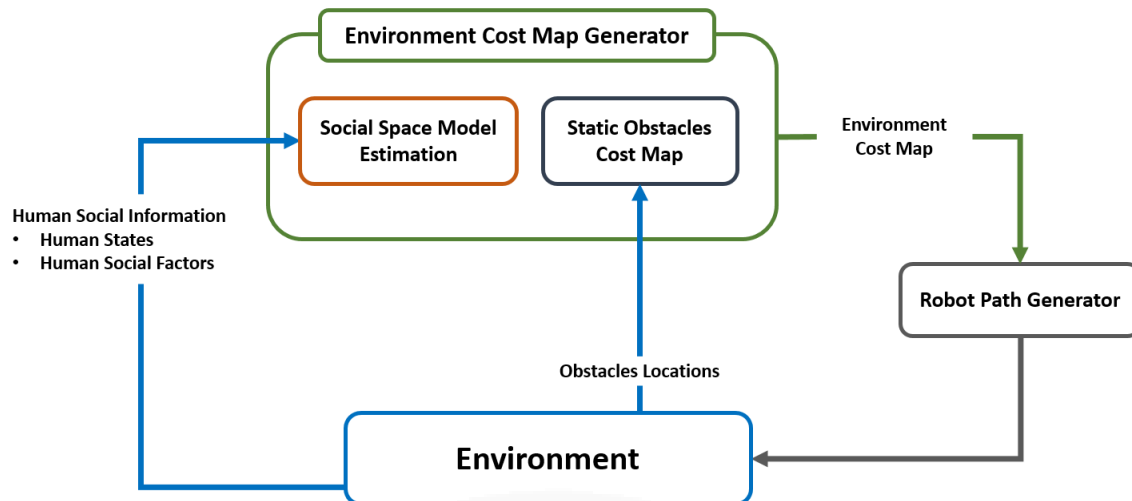 Environment Cost Map Generator
Social Space Model
Estimation
Static Obstacles
Cost Map
Environment
Cost Map
Human Social Information
• Human States
• Human Social Factors
Robot Path Generator
Obstacles Locations
Environment